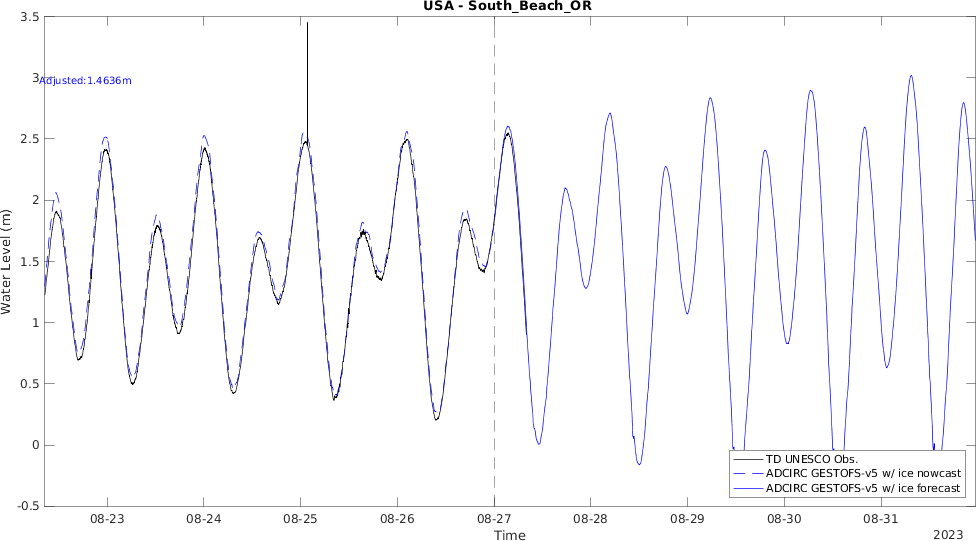 USA - South_Beach_OR
3.5
3
Adjusted:1.4636m
2.5
2
1.5
1
0.5
0
-0.5
Water Level (m)
TD UNESCO Obs.
ADCIRC GESTOFS-v5 w/ ice nowcast
ADCIRC GESTOFS-v5 w/ ice forecast
08-23 08-24 08-25 08-26 08-27 08-28 08-29 08-30 08-31
Time
2023